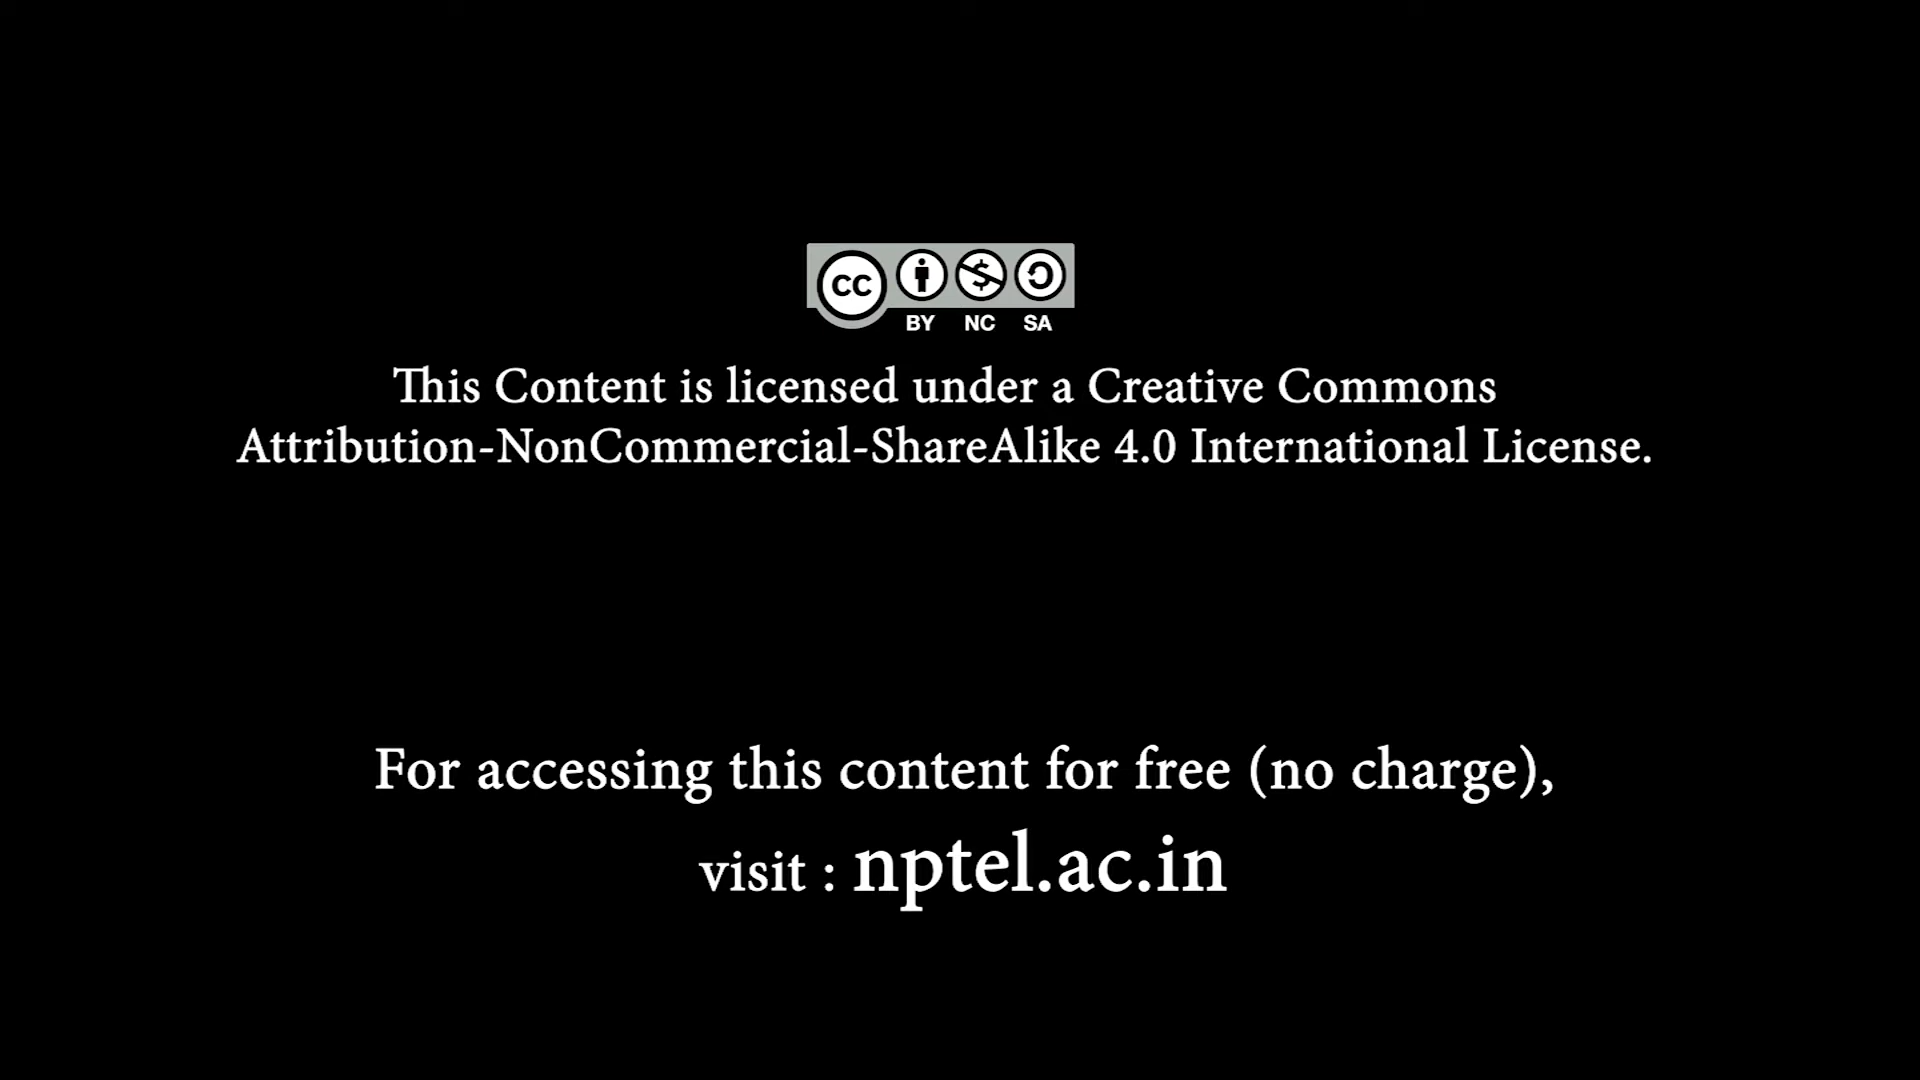 cc
BY NC SA
This Content is licensed under a Creative Commons
Attribution-NonCommercial-ShareAlike 4.0 International License.
For accessing this content for free (no charge),
visit : nptel.ac.in